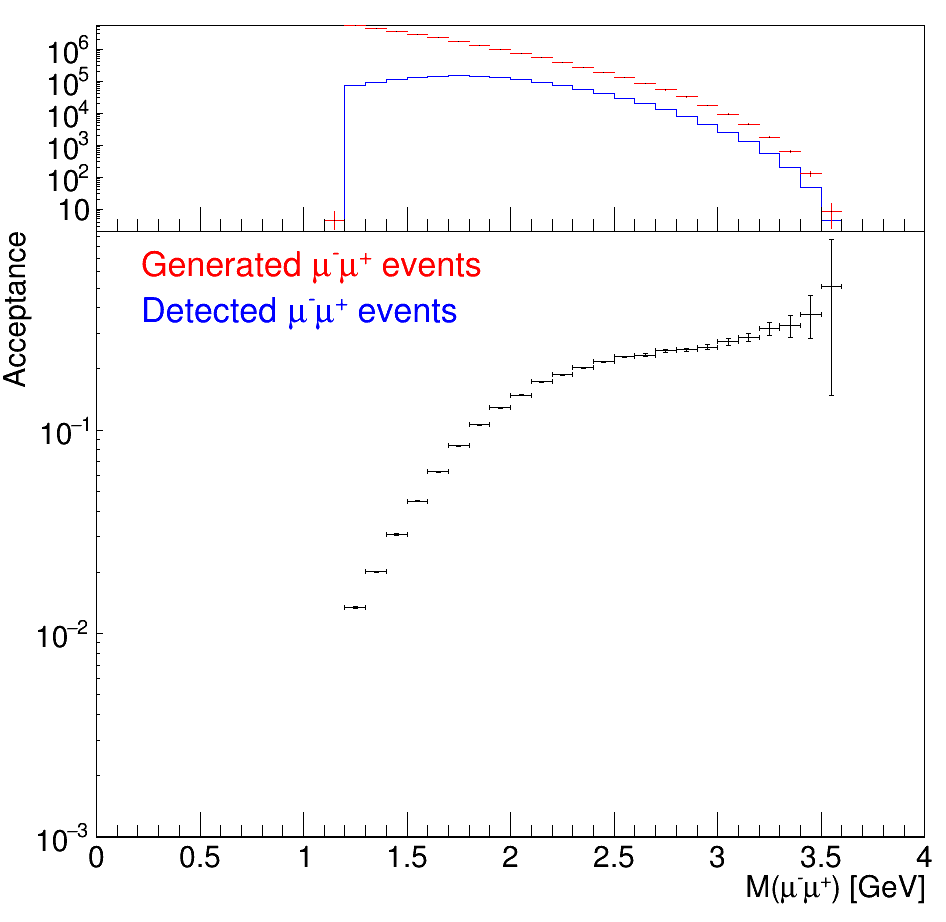 10⁶
10⁵
10⁴
10³
10²
10
Generated μ⁻μ⁺ events
Detected μ⁻μ⁺ events
Acceptance
10⁻¹
10⁻²
10⁻³
0 0.5 1 1.5 2 2.5 3 3.5 4
M(μ⁻μ⁺) [GeV]